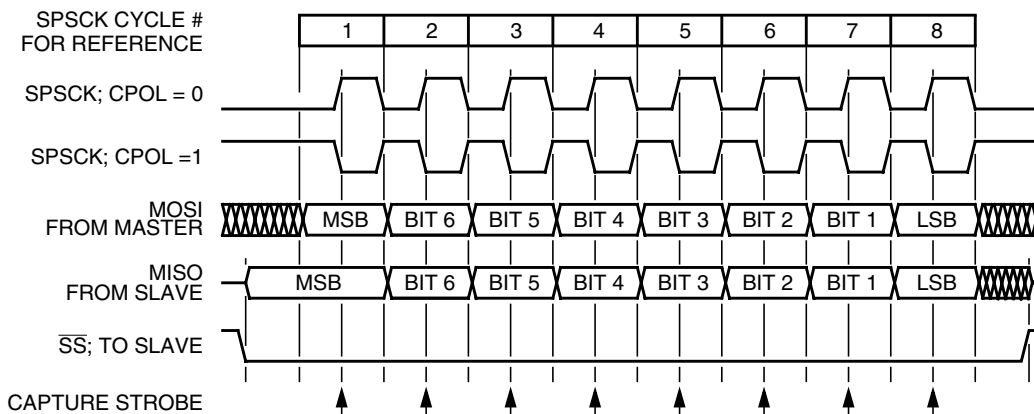 SPSCK CYCLE #
FOR REFERENCE
1 2 3 4 5 6 7 8
SPSCK; CPOL = 0
SPSCK; CPOL =1
MOSI
FROM MASTER
MSB BIT 6 BIT 5 BIT 4 BIT 3 BIT 2 BIT 1 LSB
MISO
FROM SLAVE
MSB BIT 6 BIT 5 BIT 4 BIT 3 BIT 2 BIT 1 LSB
SS; TO SLAVE
CAPTURE STROBE